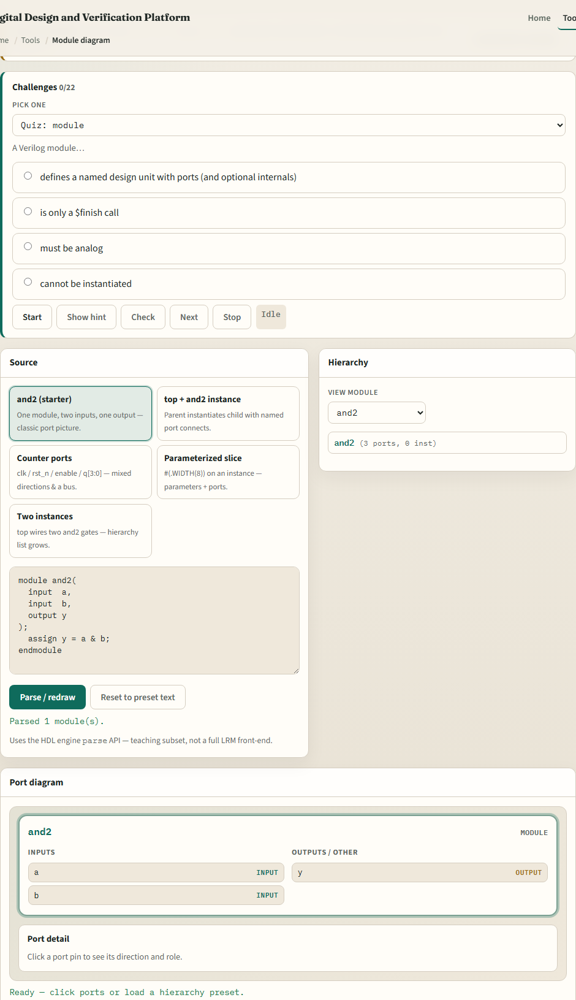 gital Design and Verification Platform
Home
Too
me / Tools / Module diagram
Challenges 0/22
PICK ONE
Quiz: module
A Verilog module…
defines a named design unit with ports (and optional internals)
is only a $finish call
must be analog
cannot be instantiated
Start
Show hint
Check
Next
Stop
Idle
Source
and2 (starter)
One module, two inputs, one output —
classic port picture.
top + and2 instance
Parent instantiates child with named
port connects.
Counter ports
clk / rst_n / enable / q[3:0] — mixed
directions & a bus.
Parameterized slice
#(.WIDTH(8)) on an instance —
parameters + ports.
Two instances
top wires two and2 gates — hierarchy
list grows.
module and2(
  input  a,
  input  b,
  output y
);
  assign y = a & b;
endmodule
Parse / redraw
Reset to preset text
Parsed 1 module(s).
Uses the HDL engine parse API — teaching subset, not a full LRM front-end.
Hierarchy
VIEW MODULE
and2
and2 (3 ports, 0 inst)
Port diagram
and2
MODULE
INPUTS
a INPUT
b INPUT
OUTPUTS / OTHER
y OUTPUT
Port detail
Click a port pin to see its direction and role.
Ready — click ports or load a hierarchy preset.